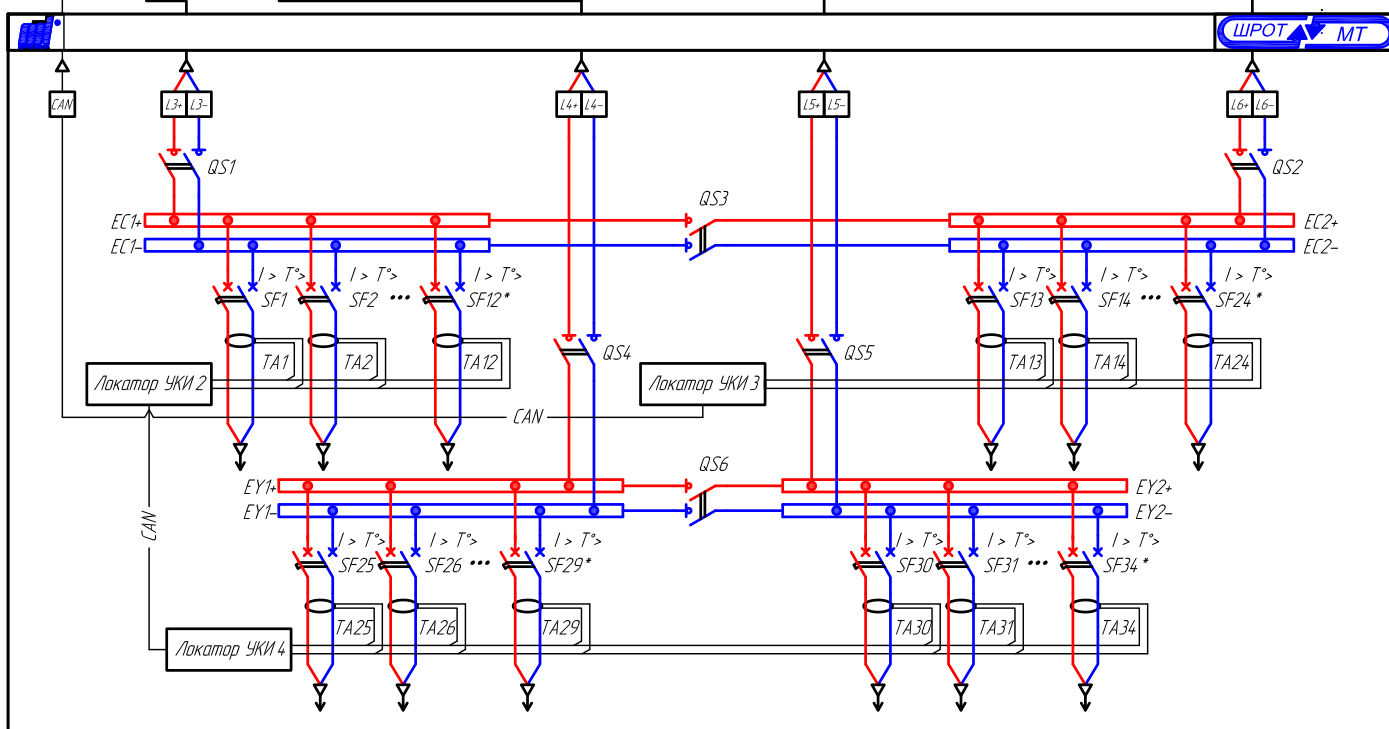 ШРОТ МТ
CAN L3+ L3- L4+ L4- L5+ L5- L6+ L6-
QS1 QS2
QS3
EC1+ EC2+
EC1- EC2-
I > T°> I > T°> I > T°> I > T°> I > T°> I > T°>
SF1 SF2 ••• SF12* SF13 SF14 ••• SF24*
QS4 QS5
TA1 TA2 TA12 TA13 TA14 TA24
Локатор УКИ 2 Локатор УКИ 3
CAN
QS6
EY1+ EY2+
EY1- EY2-
CAN
I > T°> I > T°> I > T°> I > T°> I > T°> I > T°>
SF25 SF26 ••• SF29* SF30 SF31 ••• SF34*
TA25 TA26 TA29 TA30 TA31 TA34
Локатор УКИ 4